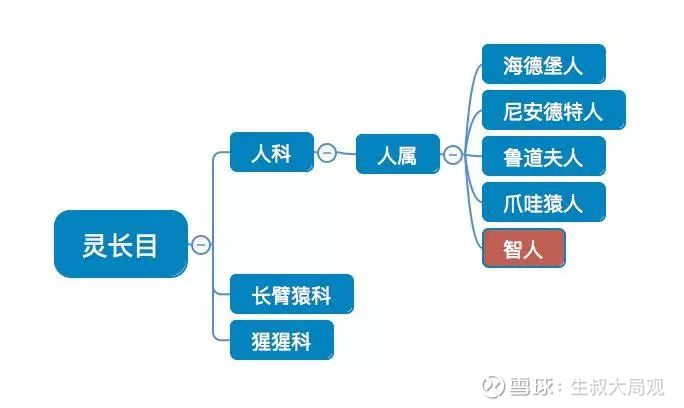 灵长目
人科
人属
海德堡人
尼安德特人
鲁道夫人
爪哇猿人
智人
长臂猿科
猩猩科
雪球：生叔大局观